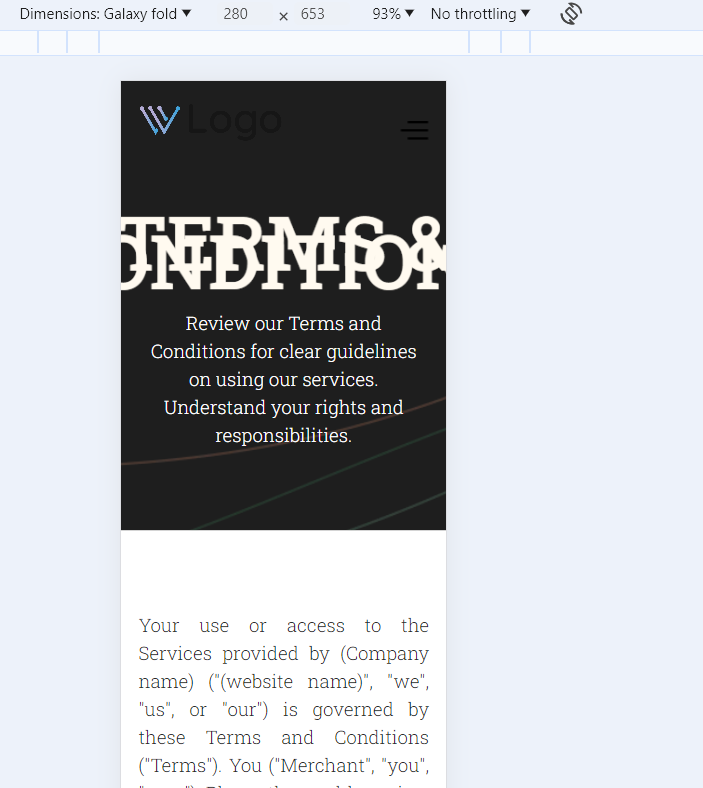 Dimensions: Galaxy fold ▼ 280 × 653 93% ▼ No throttling ▼
Logo
TERMS &
ONDITION
Review our Terms and
Conditions for clear guidelines
on using our services.
Understand your rights and
responsibilities.
Your use or access to the
Services provided by (Company
name) ("(website name)", "we",
"us", or "our") is governed by
these Terms and Conditions
("Terms"). You ("Merchant", "you",